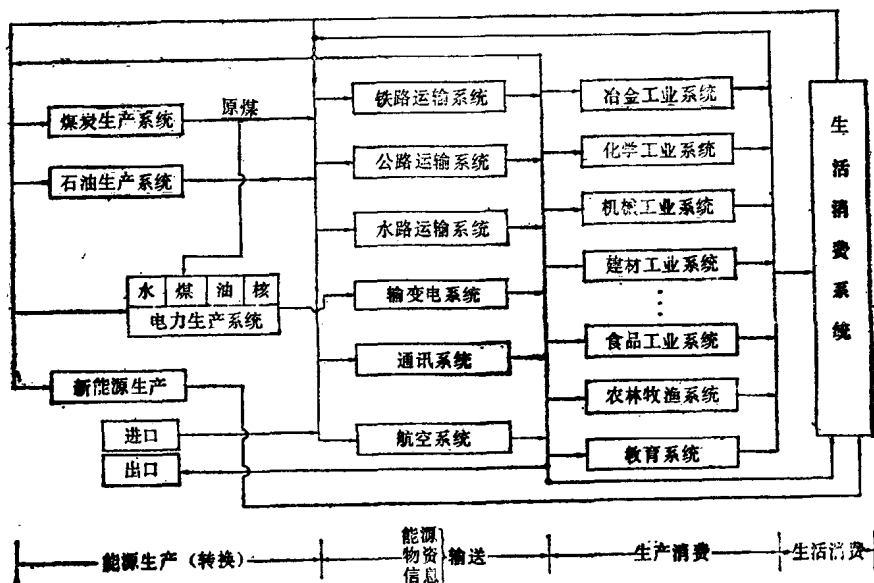 原煤
煤炭生产系统
石油生产系统
水 煤 油 核
电力生产系统
新能源生产
进口
出口
铁路运输系统
公路运输系统
水路运输系统
输变电系统
通讯系统
航空系统
冶金工业系统
化学工业系统
机械工业系统
建材工业系统
食品工业系统
农林牧渔系统
教育系统
生活消费系统
能源生产（转换）
能源
物资
信息
输送
生产消费
生活消费